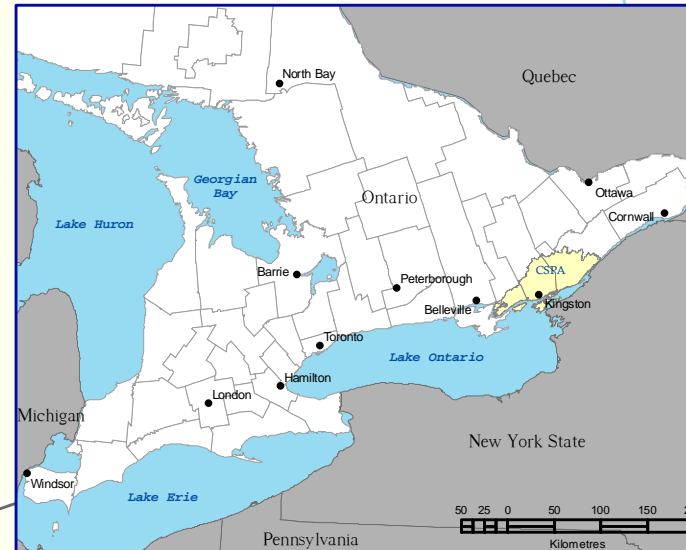 North Bay
Quebec
Georgian
Bay
Ottawa
Ontario
Cornwall
Lake Huron
CSPA
Barrie
Peterborough
Belleville
Kingston
Toronto
Lake Ontario
Hamilton
London
Michigan
New York State
Windsor
Lake Erie
50 25 0 50 100 150
Pennsylvania
Kilometres